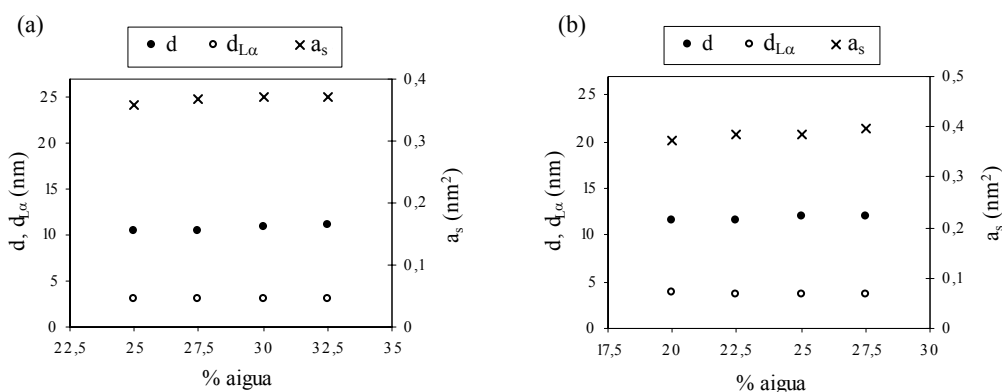 (a)
d d_Lα a_s
25
20
15
10
5
0
d, d_Lα (nm)
0,4
0,3
0,2
0,1
0
a_s (nm²)
22,5 25 27,5 30 32,5 35
% aigua
(b)
d d_Lα a_s
25
20
15
10
5
0
d, d_Lα (nm)
0,5
0,4
0,3
0,2
0,1
0
a_s (nm²)
17,5 20 22,5 25 27,5 30
% aigua